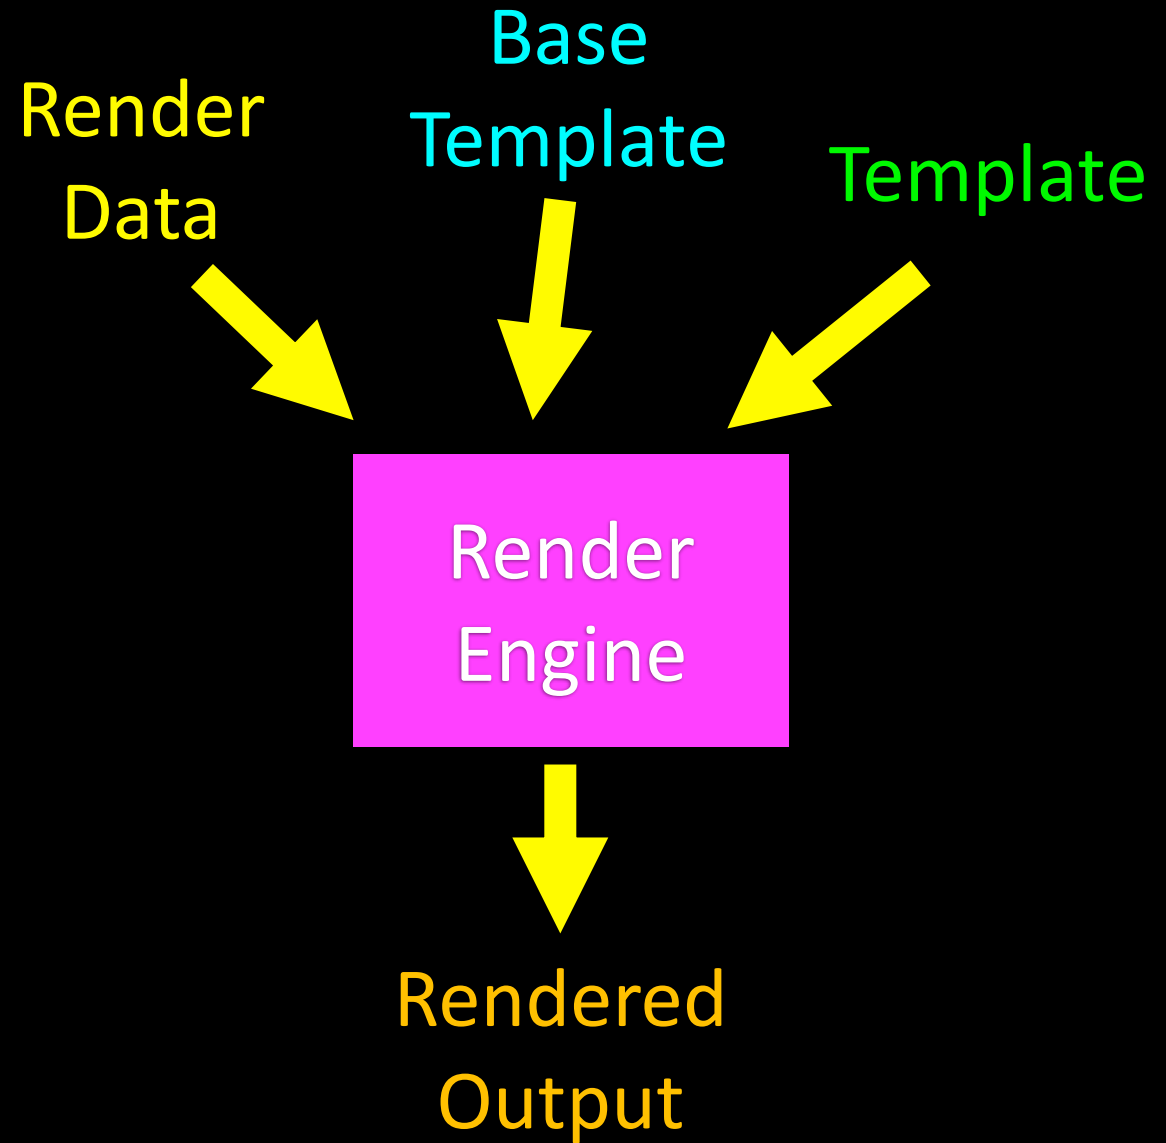 Render
Data
Base
Template
Template
Render
Engine
Rendered
Output